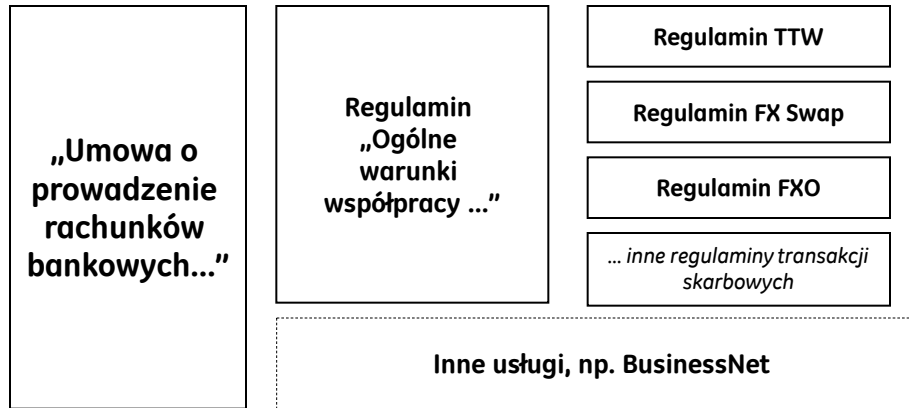 „Umowa o
prowadzenie
rachunków
bankowych...”
Regulamin
„Ogólne
warunki
współpracy ...”
Regulamin TTW
Regulamin FX Swap
Regulamin FXO
... inne regulaminy transakcji
skarbowych
Inne usługi, np. BusinessNet